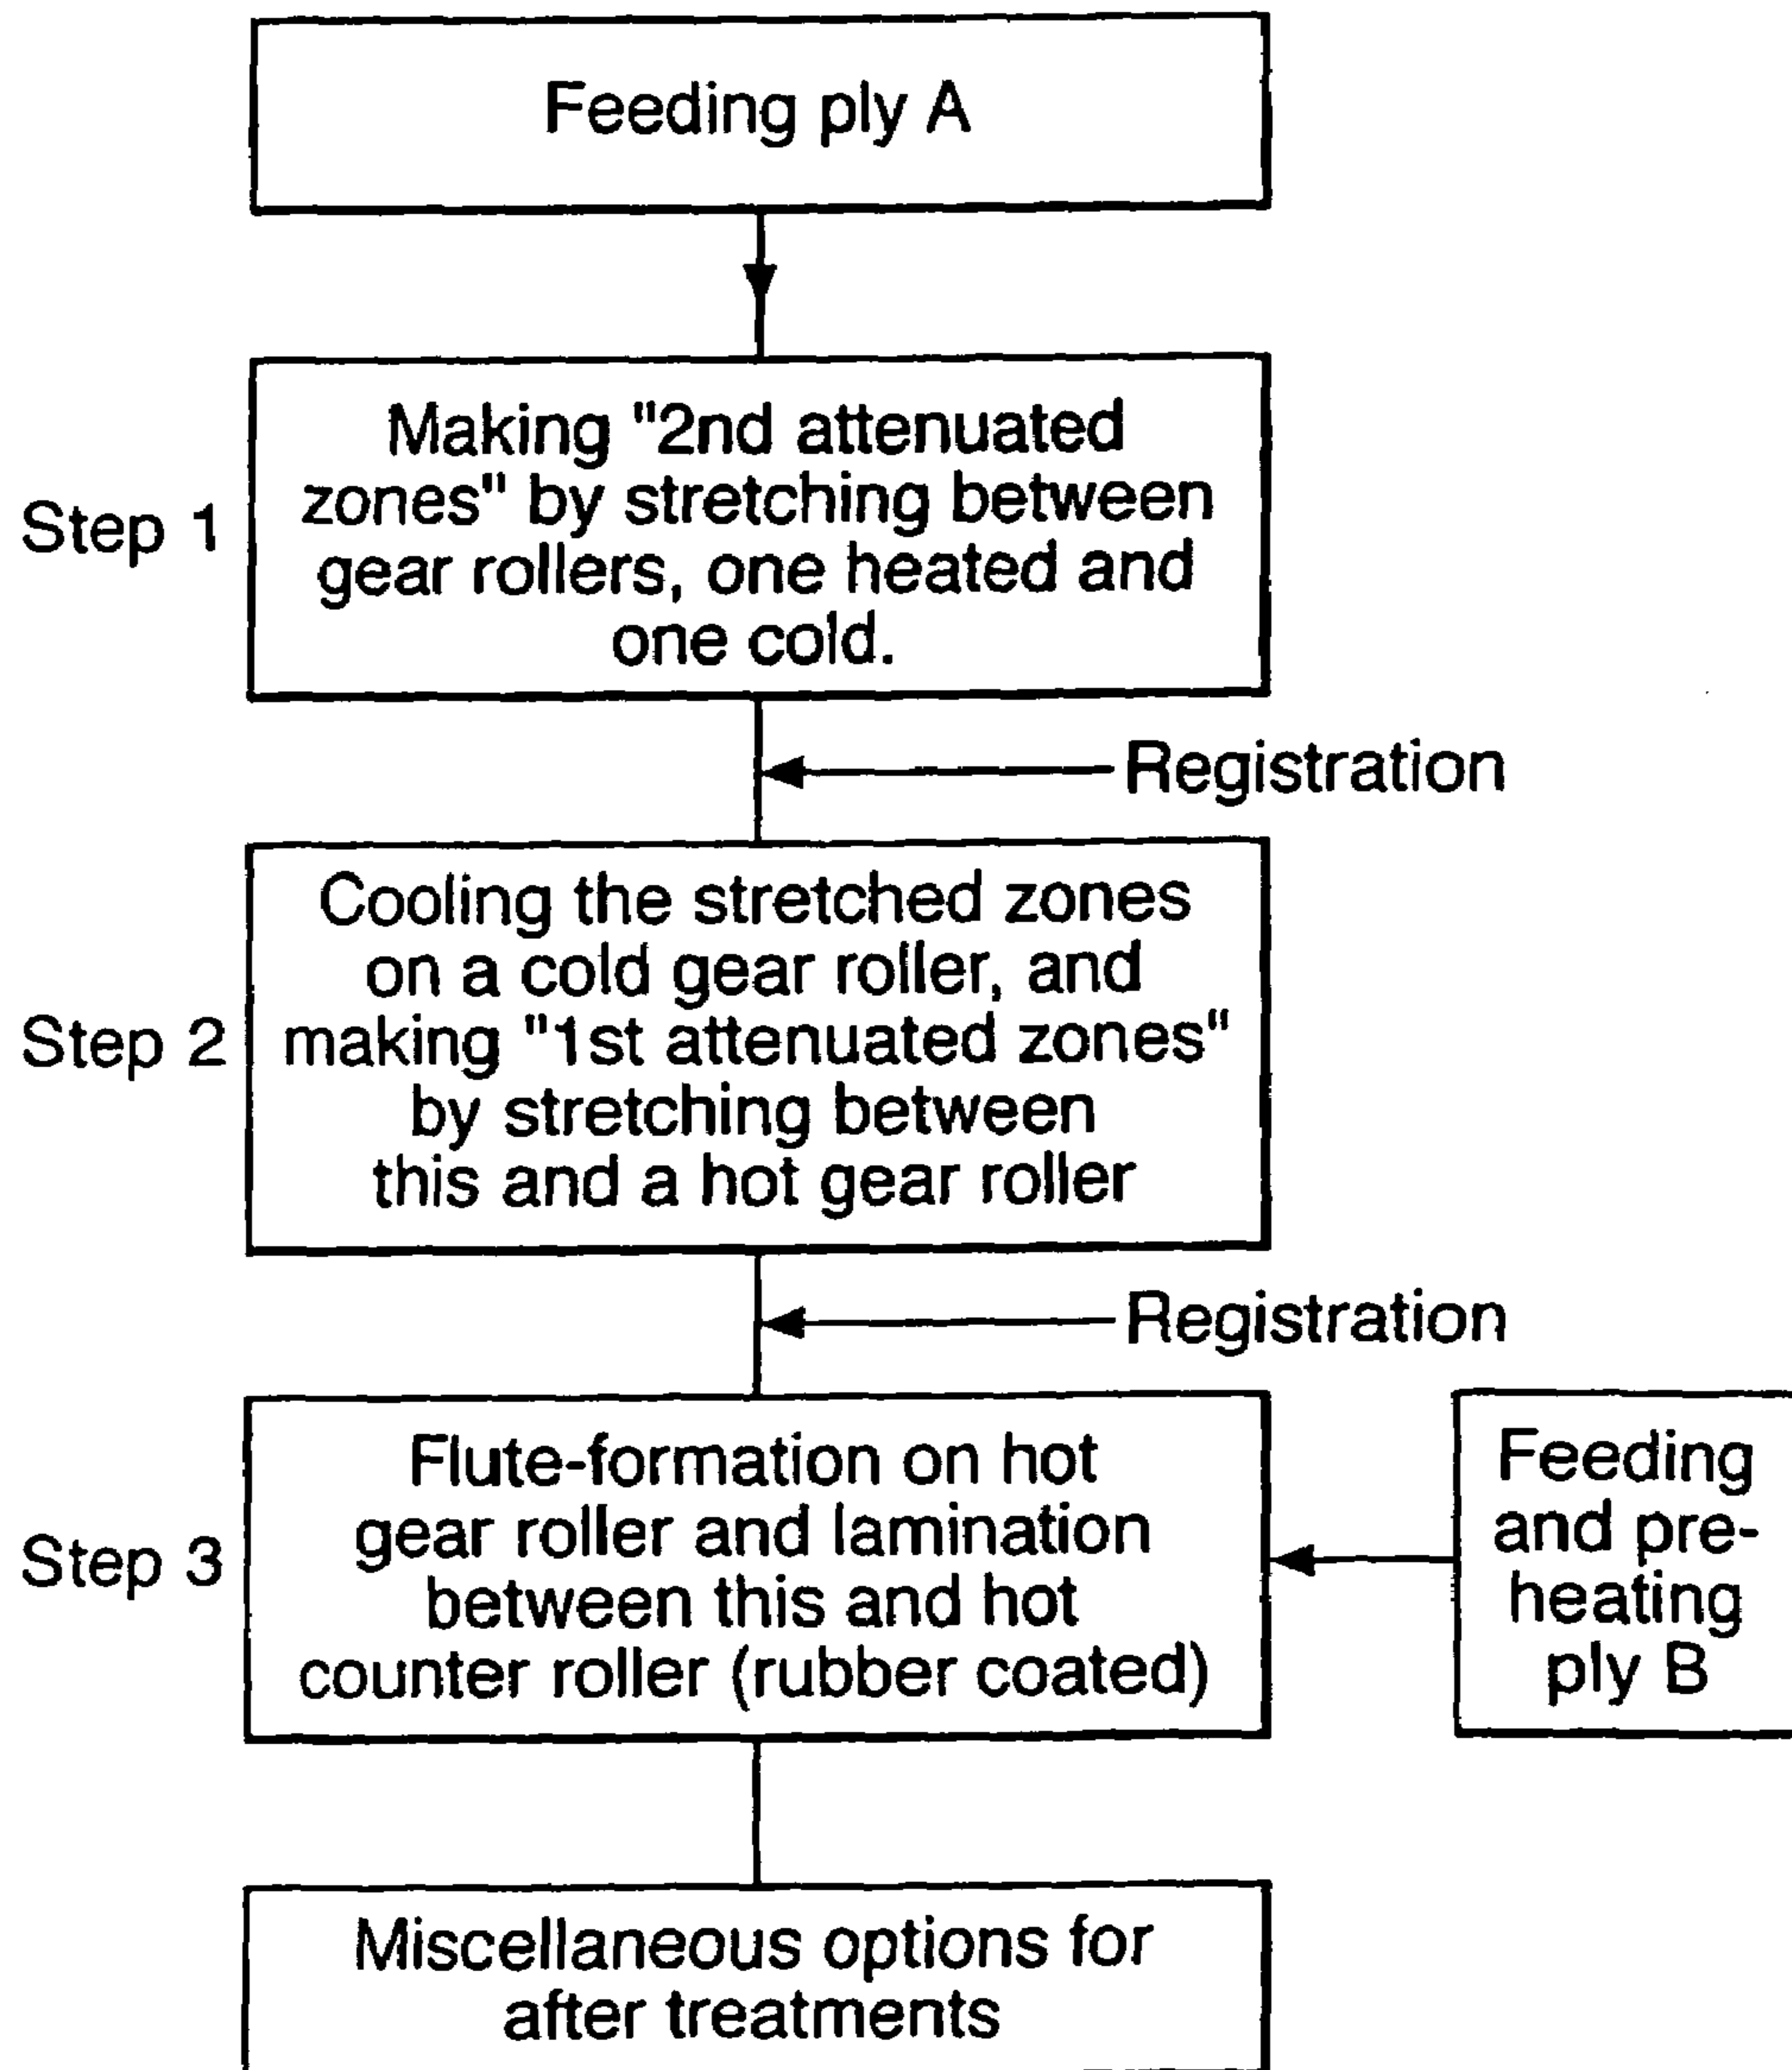 Feeding ply A
Step 1
Making "2nd attenuated
zones" by stretching between
gear rollers, one heated and
one cold.
Registration
Step 2
Cooling the stretched zones
on a cold gear roller, and
making "1st attenuated zones"
by stretching between
this and a hot gear roller
Registration
Step 3
Flute-formation on hot
gear roller and lamination
between this and hot
counter roller (rubber coated)
Feeding
and pre-
heating
ply B
Miscellaneous options for
after treatments